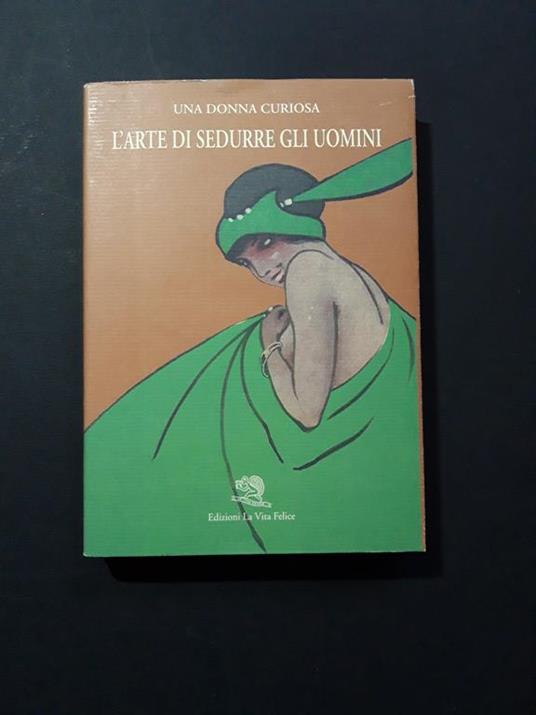 UNA DONNA CURIOSA
L'ARTE DI SEDURRE GLI UOMINI
Edizioni La Vita Felice